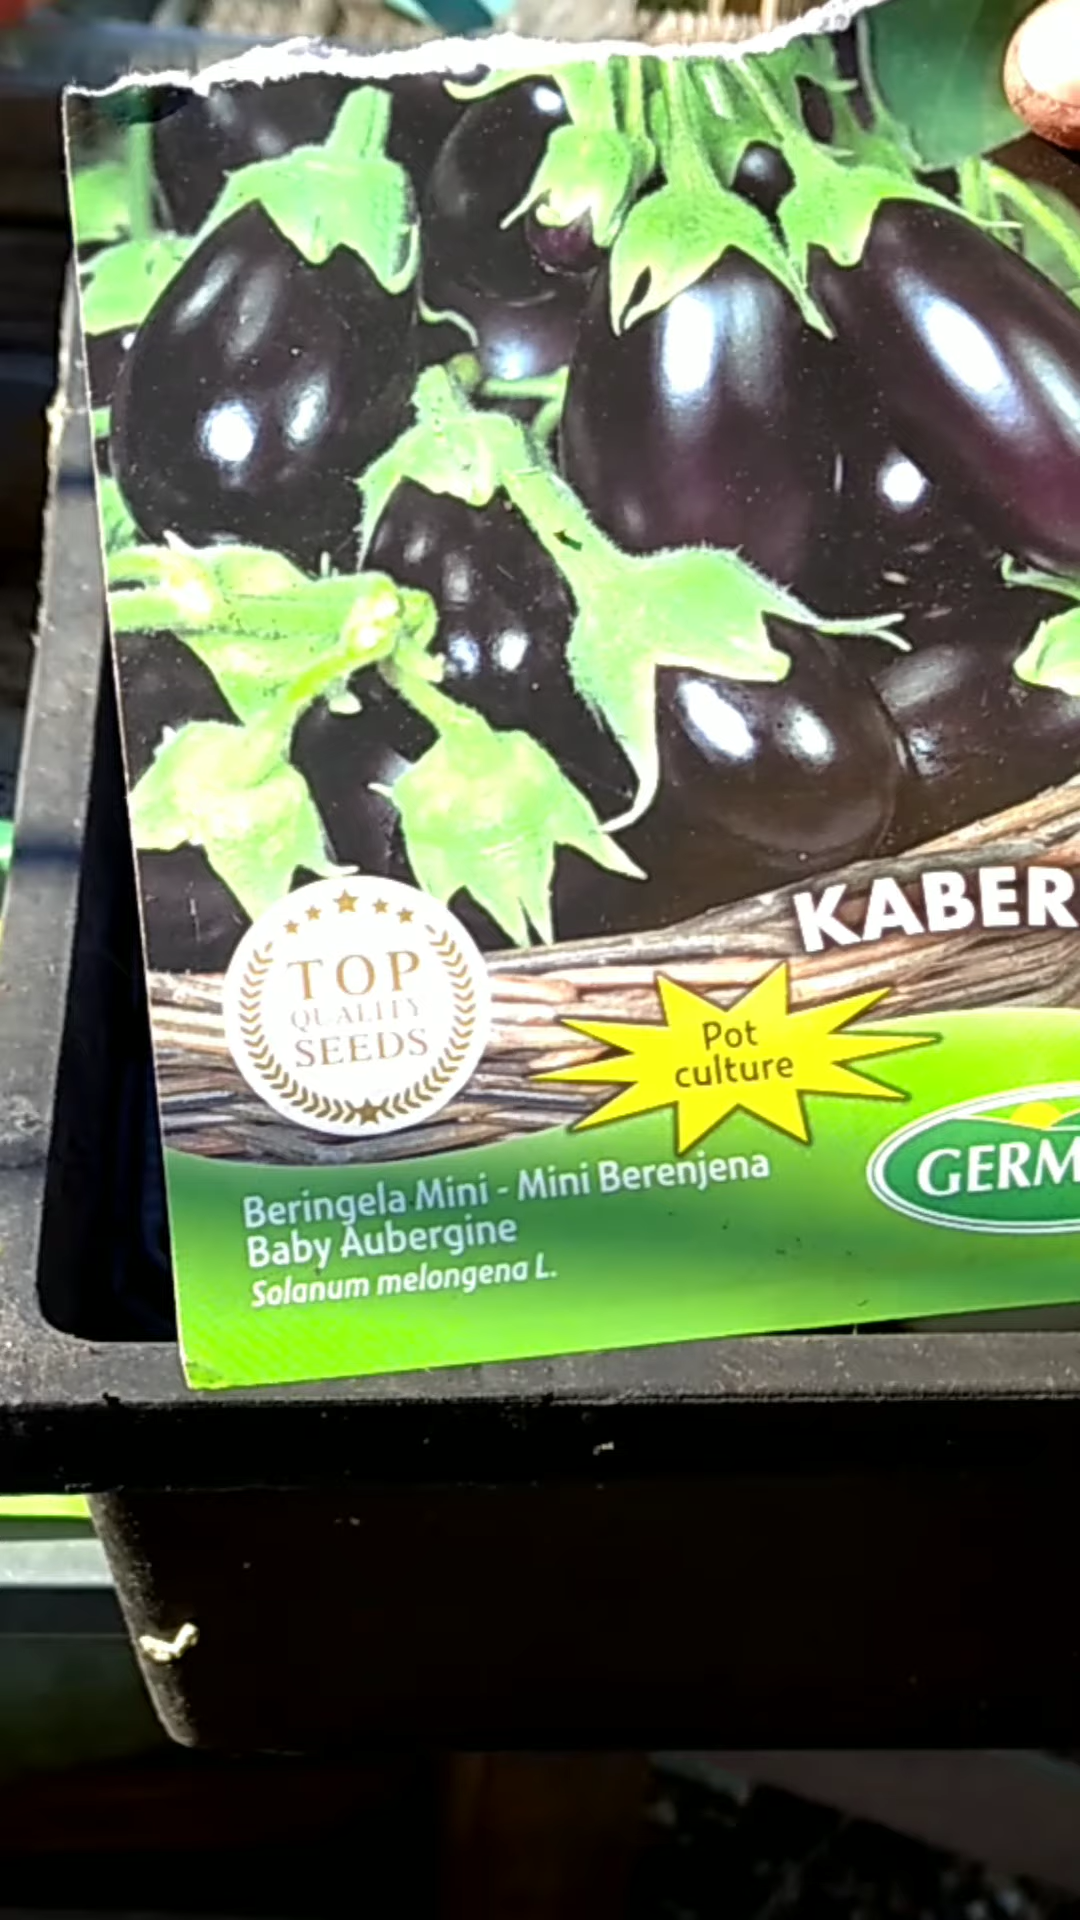 KABER
TOP
QUALITY
SEEDS
Pot
culture
GERM
Beringela Mini - Mini Berenjena
Baby Aubergine
Solanum melongena L.